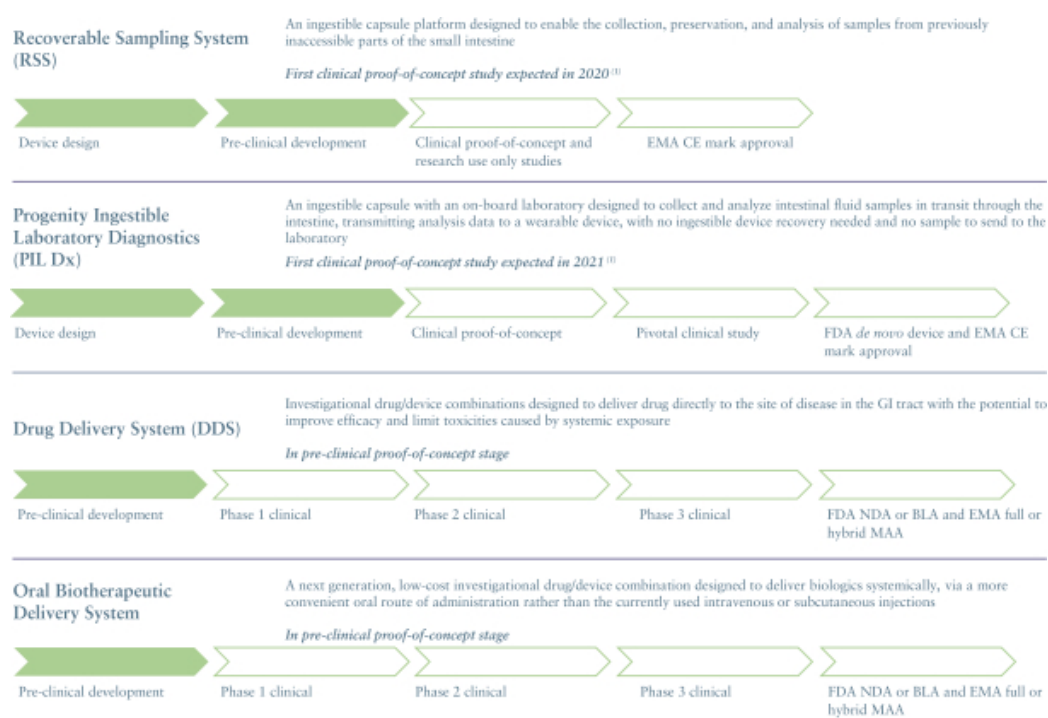 Recoverable Sampling System
(RSS)
An ingestible capsule platform designed to enable the collection, preservation, and analysis of samples from previously
inaccessible parts of the small intestine
First clinical proof-of-concept study expected in 2020 (1)
Device design
Pre-clinical development
Clinical proof-of-concept and
research use only studies
EMA CE mark approval
Progenity Ingestible
Laboratory Diagnostics
(PIL Dx)
An ingestible capsule with an on-board laboratory designed to collect and analyze intestinal fluid samples in transit through the
intestine, transmitting analysis data to a wearable device, with no ingestible device recovery needed and no sample to send to the
laboratory
First clinical proof-of-concept study expected in 2021 (1)
Device design
Pre-clinical development
Clinical proof-of-concept
Pivotal clinical study
FDA de novo device and EMA CE
mark approval
Drug Delivery System (DDS)
Investigational drug/device combinations designed to deliver drug directly to the site of disease in the GI tract with the potential to
improve efficacy and limit toxicities caused by systemic exposure
In pre-clinical proof-of-concept stage
Pre-clinical development
Phase 1 clinical
Phase 2 clinical
Phase 3 clinical
FDA NDA or BLA and EMA full or
hybrid MAA
Oral Biotherapeutic
Delivery System
A next generation, low-cost investigational drug/device combination designed to deliver biologics systemically, via a more
convenient oral route of administration rather than the currently used intravenous or subcutaneous injections
In pre-clinical proof-of-concept stage
Pre-clinical development
Phase 1 clinical
Phase 2 clinical
Phase 3 clinical
FDA NDA or BLA and EMA full or
hybrid MAA